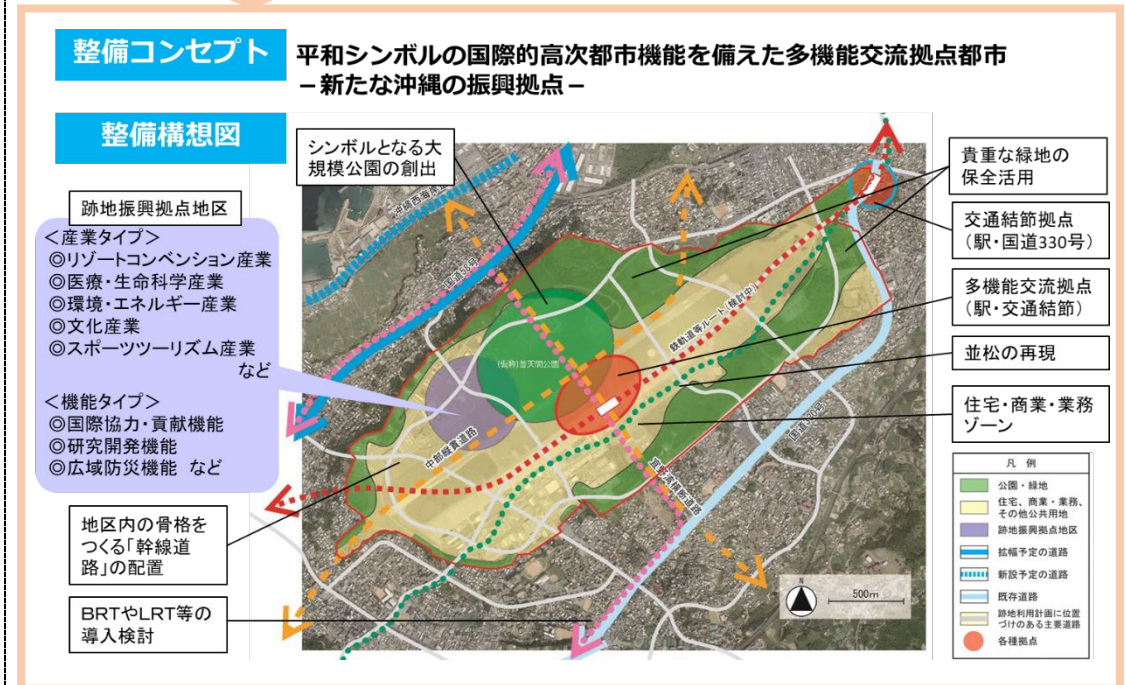 整備コンセプト
平和シンボルの国際的高次都市機能を備えた多機能交流拠点都市
－新たな沖縄の振興拠点－
整備構想図
跡地振興拠点地区
＜産業タイプ＞
◎リゾートコンベンション産業
◎医療・生命科学産業
◎環境・エネルギー産業
◎文化産業
◎スポーツツーリズム産業
など
＜機能タイプ＞
◎国際協力・貢献機能
◎研究開発機能
◎広域防災機能 など
地区内の骨格を
つくる「幹線道
路」の配置
BRTやLRT等の
導入検討
シンボルとなる大
規模公園の創出
国道58号
(仮称)普天間公園
中部縦貫道路
鉄軌道等ルート(検討中)
宜野湾横断道路
N
500m
貴重な緑地の
保全活用
交通結節拠点
（駅・国道330号）
多機能交流拠点
（駅・交通結節）
並松の再現
住宅・商業・業務
ゾーン
凡 例
公園・緑地
住宅、商業・業務、
その他公共用地
跡地振興拠点地区
拡幅予定の道路
新設予定の道路
既存道路
跡地利用計画に位置
づけのある主要道路
各種拠点